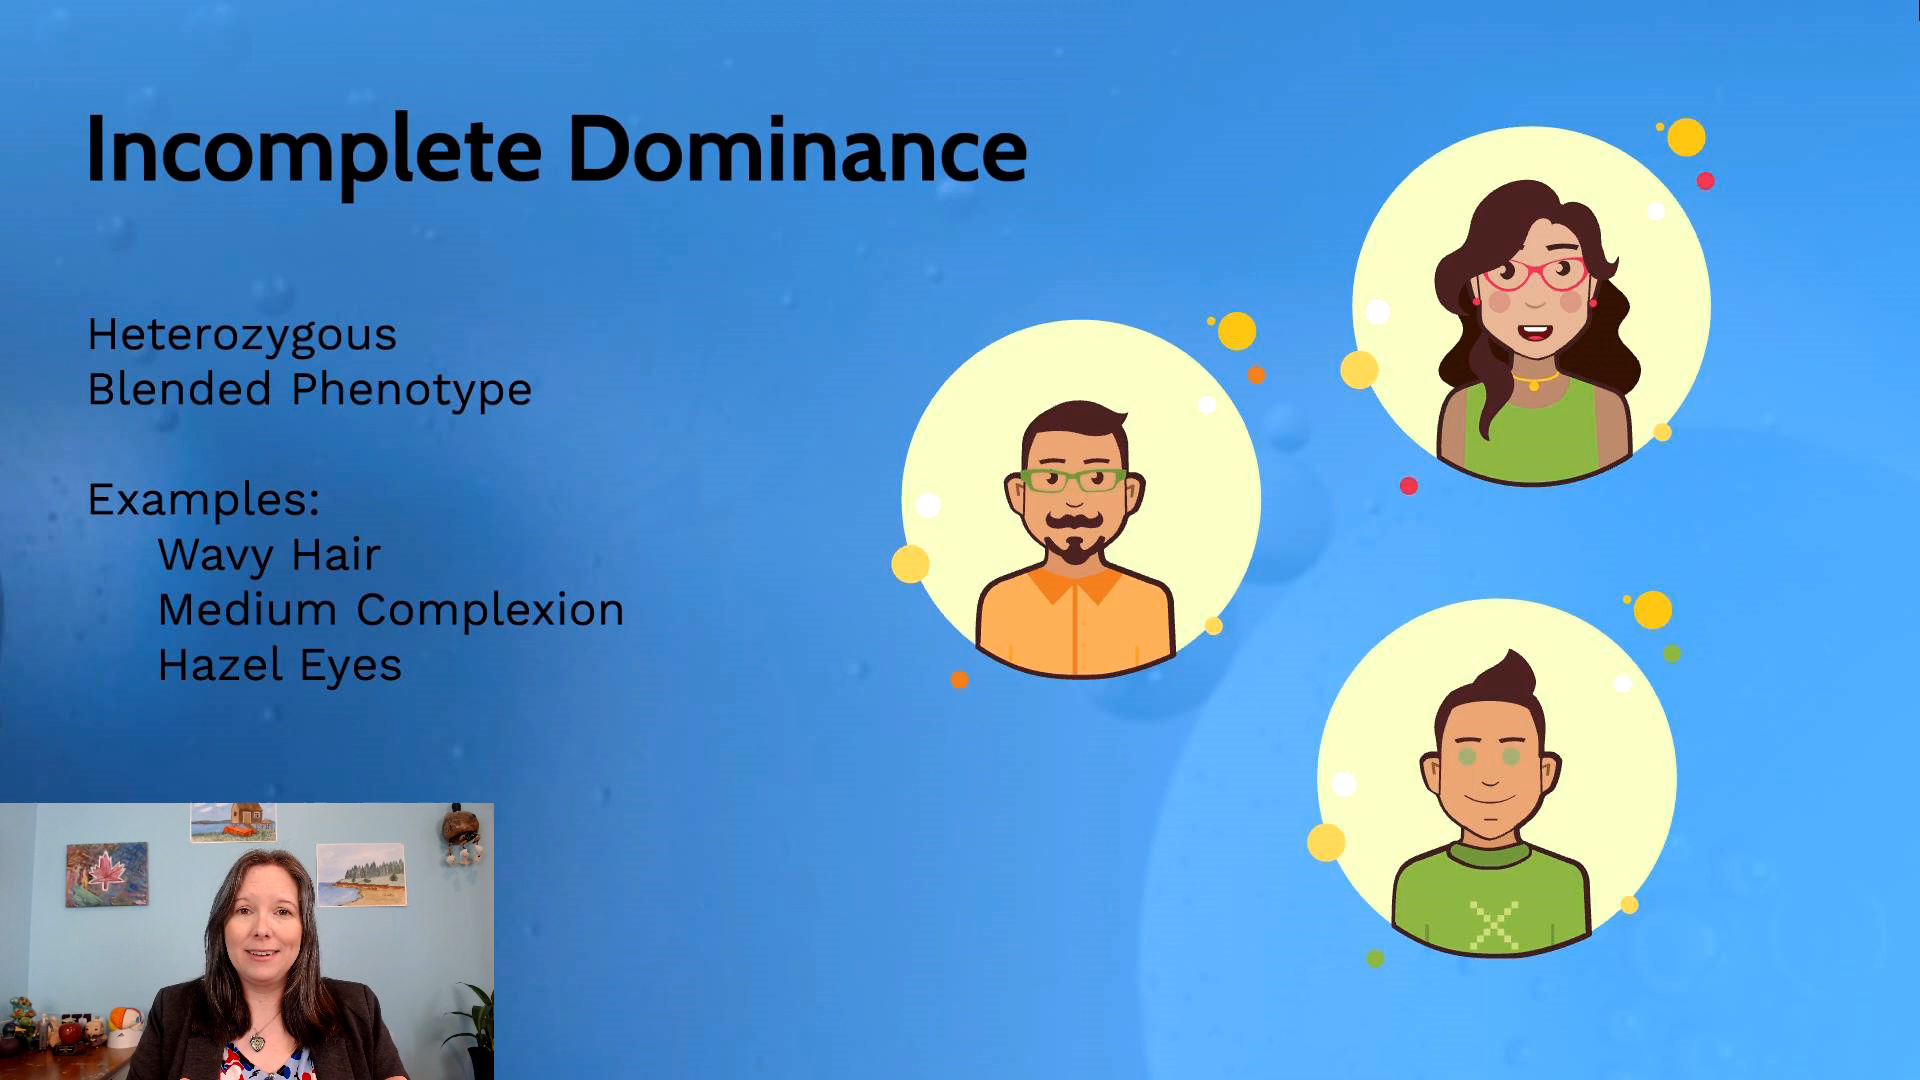 Incomplete Dominance
Heterozygous
Blended Phenotype
Examples:
Wavy Hair
Medium Complexion
Hazel Eyes